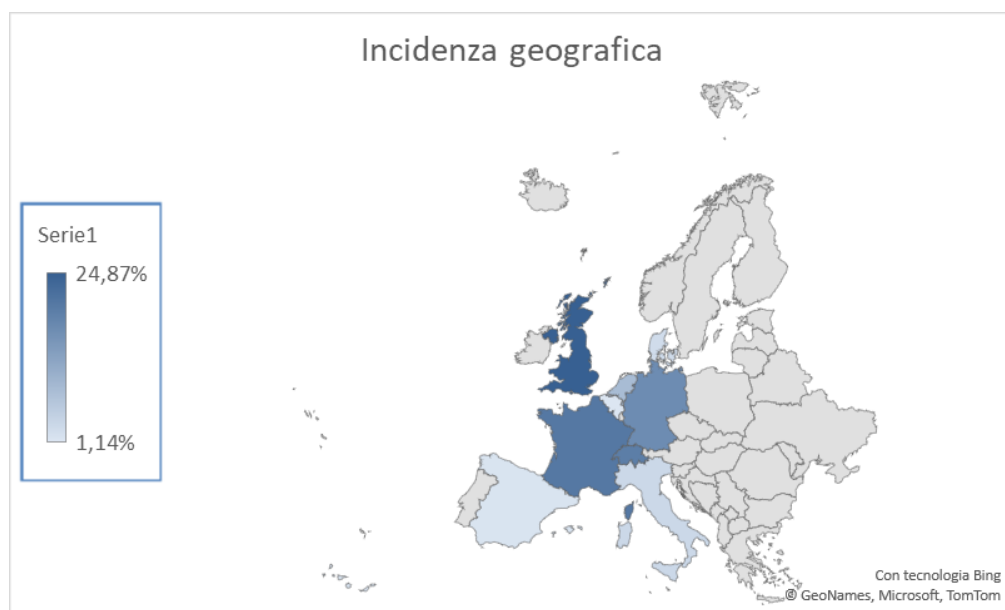 Incidenza geografica
Serie1
24,87%
1,14%
Con tecnologia Bing
© GeoNames, Microsoft, TomTom